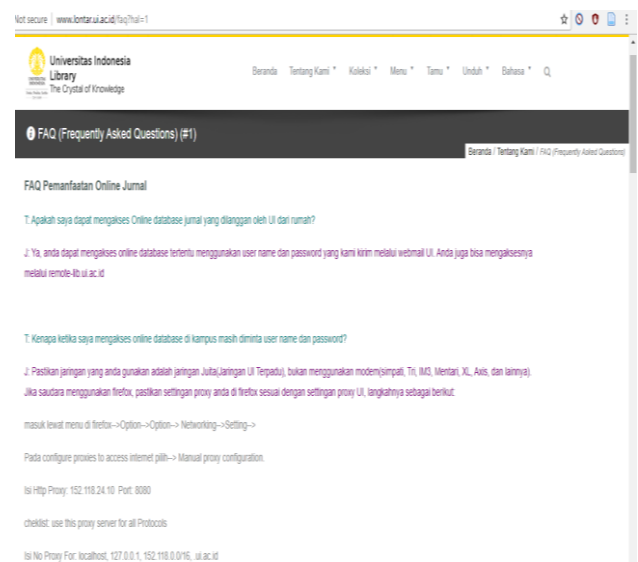 Not secure | www.lontar.ui.ac.id/faq?hal=1
Universitas Indonesia
Library
The Crystal of Knowledge
Beranda Tentang Kami Koleksi Menu Tamu Unduh Bahasa
FAQ (Frequently Asked Questions) (#1)
Beranda / Tentang Kami / FAQ (Frequently Asked Questions)
FAQ Pemanfaatan Online Jurnal
T: Apakah saya dapat mengakses Online database jurnal yang dilanggan oleh UI dari rumah?
J: Ya, anda dapat mengakses online database tertentu menggunakan user name dan password yang kami kirim melalui webmail UI. Anda juga bisa mengaksesnya
melalui remote-lib.ui.ac.id
T: Kenapa ketika saya mengakses online database di kampus masih diminta user name dan password?
J: Pastikan jaringan yang anda gunakan adalah jaringan Juita(Jaringan UI Terpadu), bukan menggunakan modem(simpati, Tri, IM3, Mentari, XL, Axis, dan lainnya).
Jika saudara menggunakan firefox, pastikan settingan proxy anda di firefox sesuai dengan settingan proxy UI, langkahnya sebagai berikut:
masuk lewat menu di firefox-->Option-->Option--> Networking-->Setting-->
Pada configure proxies to access internet pilih--> Manual proxy configuration.
Isi Http Proxy: 152.118.24.10 Port: 8080
cheklist: use this proxy server for all Protocols
Isi No Proxy For: localhost, 127.0.0.1, 152.118.0.0/16, .ui.ac.id